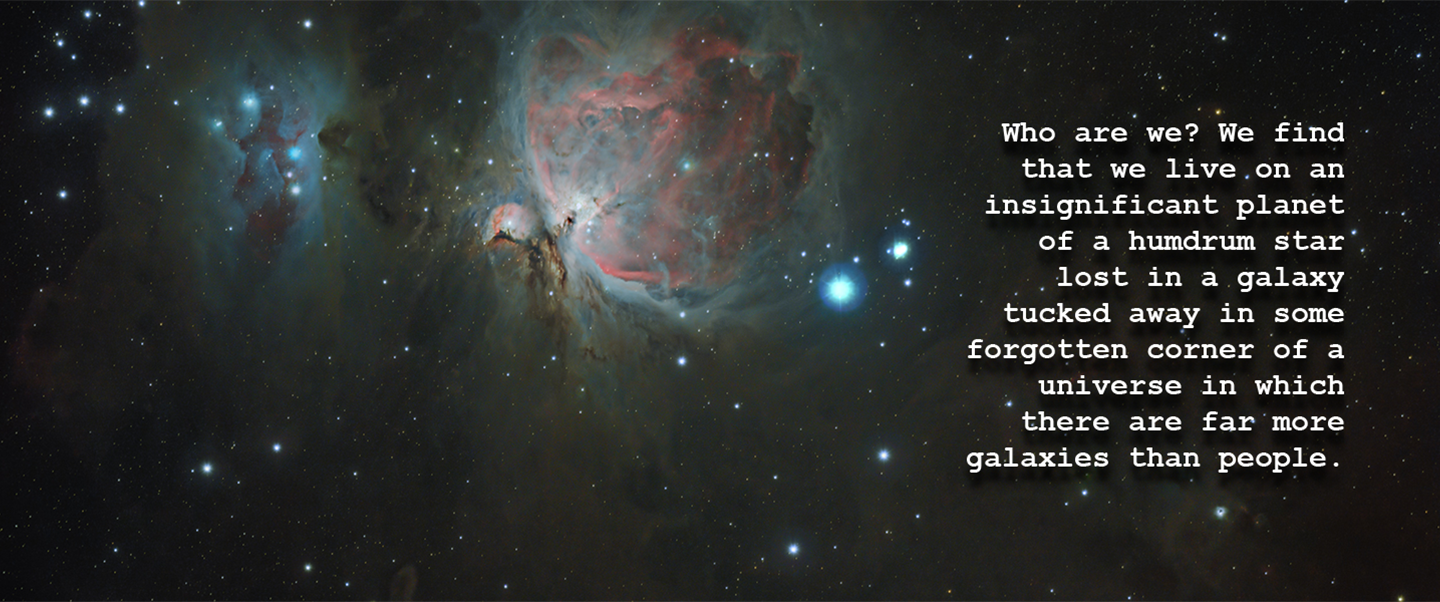 Who are we? We find
that we live on an
insignificant planet
of a humdrum star
lost in a galaxy
tucked away in some
forgotten corner of a
universe in which
there are far more
galaxies than people.